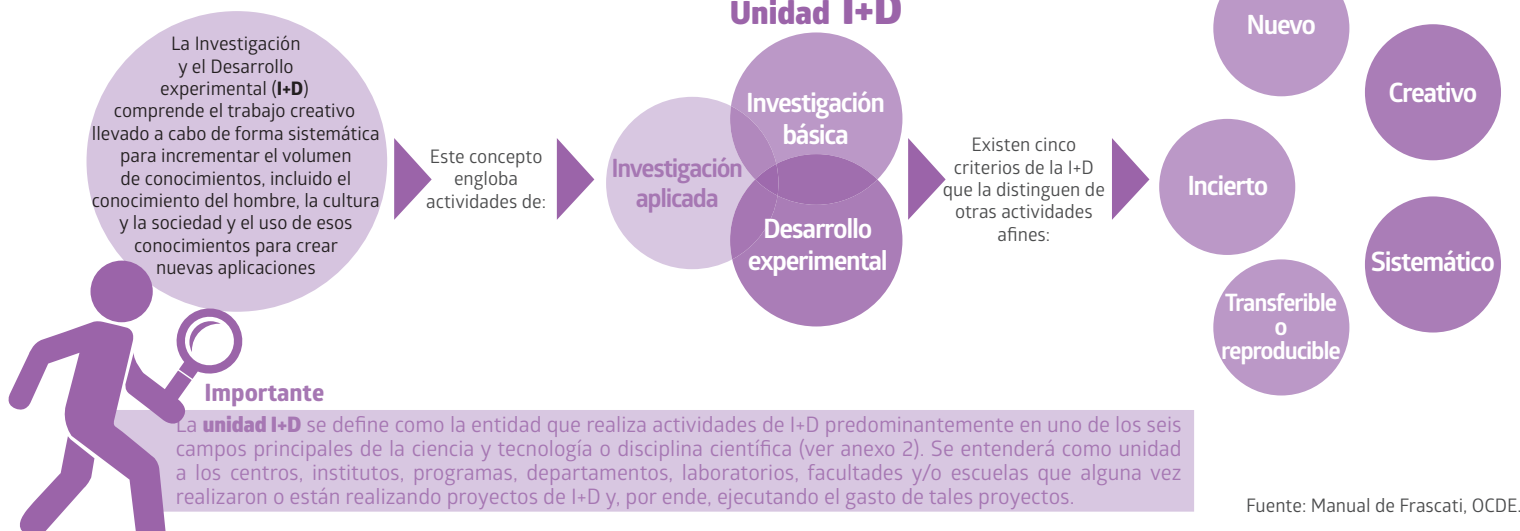 Unidad I+D
La Investigación
y el Desarrollo
experimental (I+D)
comprende el trabajo creativo
llevado a cabo de forma sistemática
para incrementar el volumen
de conocimientos, incluido el
conocimiento del hombre, la cultura
y la sociedad y el uso de esos
conocimientos para crear
nuevas aplicaciones
Este concepto
engloba
actividades de:
Investigación
aplicada
Investigación
básica
Desarrollo
experimental
Existen cinco
criterios de la I+D
que la distinguen de
otras actividades
afines:
Nuevo
Creativo
Incierto
Sistemático
Transferible
o
reproducible
Importante
La unidad I+D se define como la entidad que realiza actividades de I+D predominantemente en uno de los seis
campos principales de la ciencia y tecnología o disciplina científica (ver anexo 2). Se entenderá como unidad
a los centros, institutos, programas, departamentos, laboratorios, facultades y/o escuelas que alguna vez
realizaron o están realizando proyectos de I+D y, por ende, ejecutando el gasto de tales proyectos.
Fuente: Manual de Frascati, OCDE.